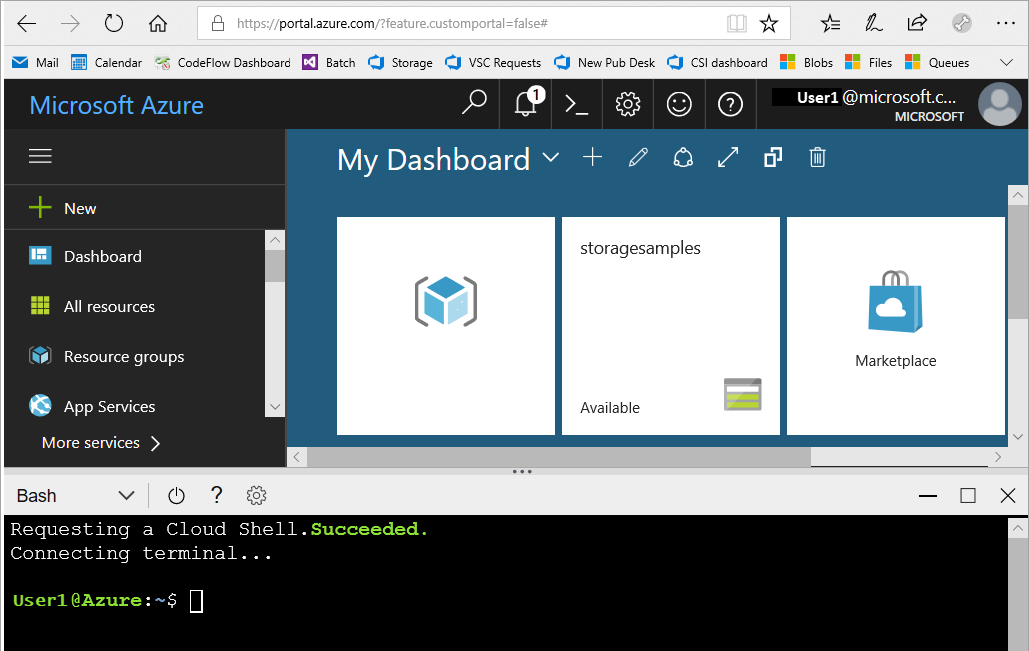 https://portal.azure.com/?feature.customportal=false#
Mail Calendar CodeFlow Dashboard Batch Storage VSC Requests New Pub Desk CSI dashboard Blobs Files Queues
Microsoft Azure
1
User1@microsoft.c...
MICROSOFT
My Dashboard
New
Dashboard
All resources
Resource groups
App Services
More services
storagesamples
Available
Marketplace
Bash
?
Requesting a Cloud Shell.Succeeded.
Connecting terminal...
User1@Azure:~$